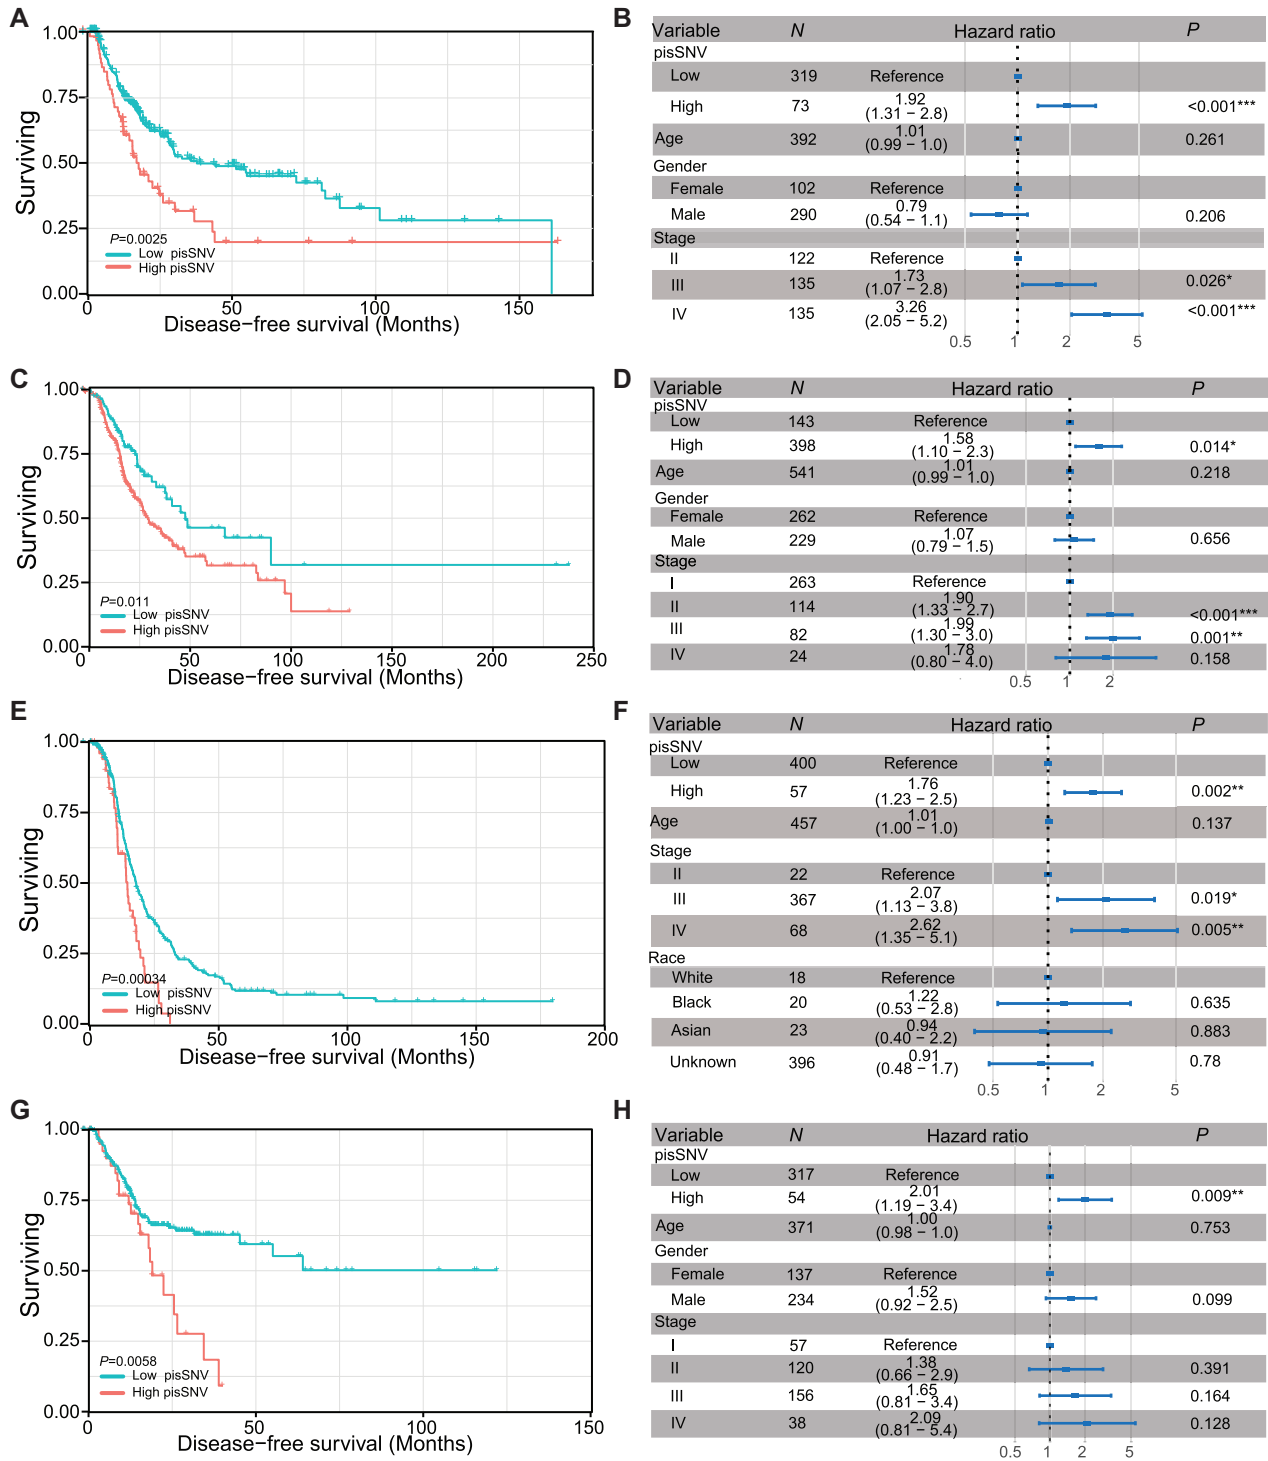 A
1.00
0.75
0.50
0.25
0.00
Surviving
P=0.0025
Low pisSNV
High pisSNV
0 50 100 150
Disease−free survival (Months)
B
Variable N Hazard ratio P
pisSNV
Low 319 Reference
High 73 1.92 (1.31 − 2.8) <0.001***
Age 392 1.01 (0.99 − 1.0) 0.261
Gender
Female 102 Reference
Male 290 0.79 (0.54 − 1.1) 0.206
Stage
II 122 Reference
III 135 1.73 (1.07 − 2.8) 0.026*
IV 135 3.26 (2.05 − 5.2) <0.001***
0.5 1 2 5
C
1.00
0.75
0.50
0.25
0.00
Surviving
P=0.011
Low pisSNV
High pisSNV
0 50 100 150 200 250
Disease−free survival (Months)
D
Variable N Hazard ratio P
pisSNV
Low 143 Reference
High 398 1.58 (1.10 − 2.3) 0.014*
Age 541 1.01 (0.99 − 1.0) 0.218
Gender
Female 262 Reference
Male 229 1.07 (0.79 − 1.5) 0.656
Stage
I 263 Reference
II 114 1.90 (1.33 − 2.7) <0.001***
III 82 1.99 (1.30 − 3.0) 0.001**
IV 24 1.78 (0.80 − 4.0) 0.158
0.5 1 2
E
1.00
0.75
0.50
0.25
0.00
Surviving
P=0.00034
Low pisSNV
High pisSNV
0 50 100 150 200
Disease−free survival (Months)
F
Variable N Hazard ratio P
pisSNV
Low 400 Reference
High 57 1.76 (1.23 − 2.5) 0.002**
Age 457 1.01 (1.00 − 1.0) 0.137
Stage
II 22 Reference
III 367 2.07 (1.13 − 3.8) 0.019*
IV 68 2.62 (1.35 − 5.1) 0.005**
Race
White 18 Reference
Black 20 1.22 (0.53 − 2.8) 0.635
Asian 23 0.94 (0.40 − 2.2) 0.883
Unknown 396 0.91 (0.48 − 1.7) 0.78
0.5 1 2 5
G
1.00
0.75
0.50
0.25
0.00
Surviving
P=0.0058
Low pisSNV
High pisSNV
0 50 100 150
Disease−free survival (Months)
H
Variable N Hazard ratio P
pisSNV
Low 317 Reference
High 54 2.01 (1.19 − 3.4) 0.009**
Age 371 1.00 (0.98 − 1.0) 0.753
Gender
Female 137 Reference
Male 234 1.52 (0.92 − 2.5) 0.099
Stage
I 57 Reference
II 120 1.38 (0.66 − 2.9) 0.391
III 156 1.65 (0.81 − 3.4) 0.164
IV 38 2.09 (0.81 − 5.4) 0.128
0.5 1 2 5